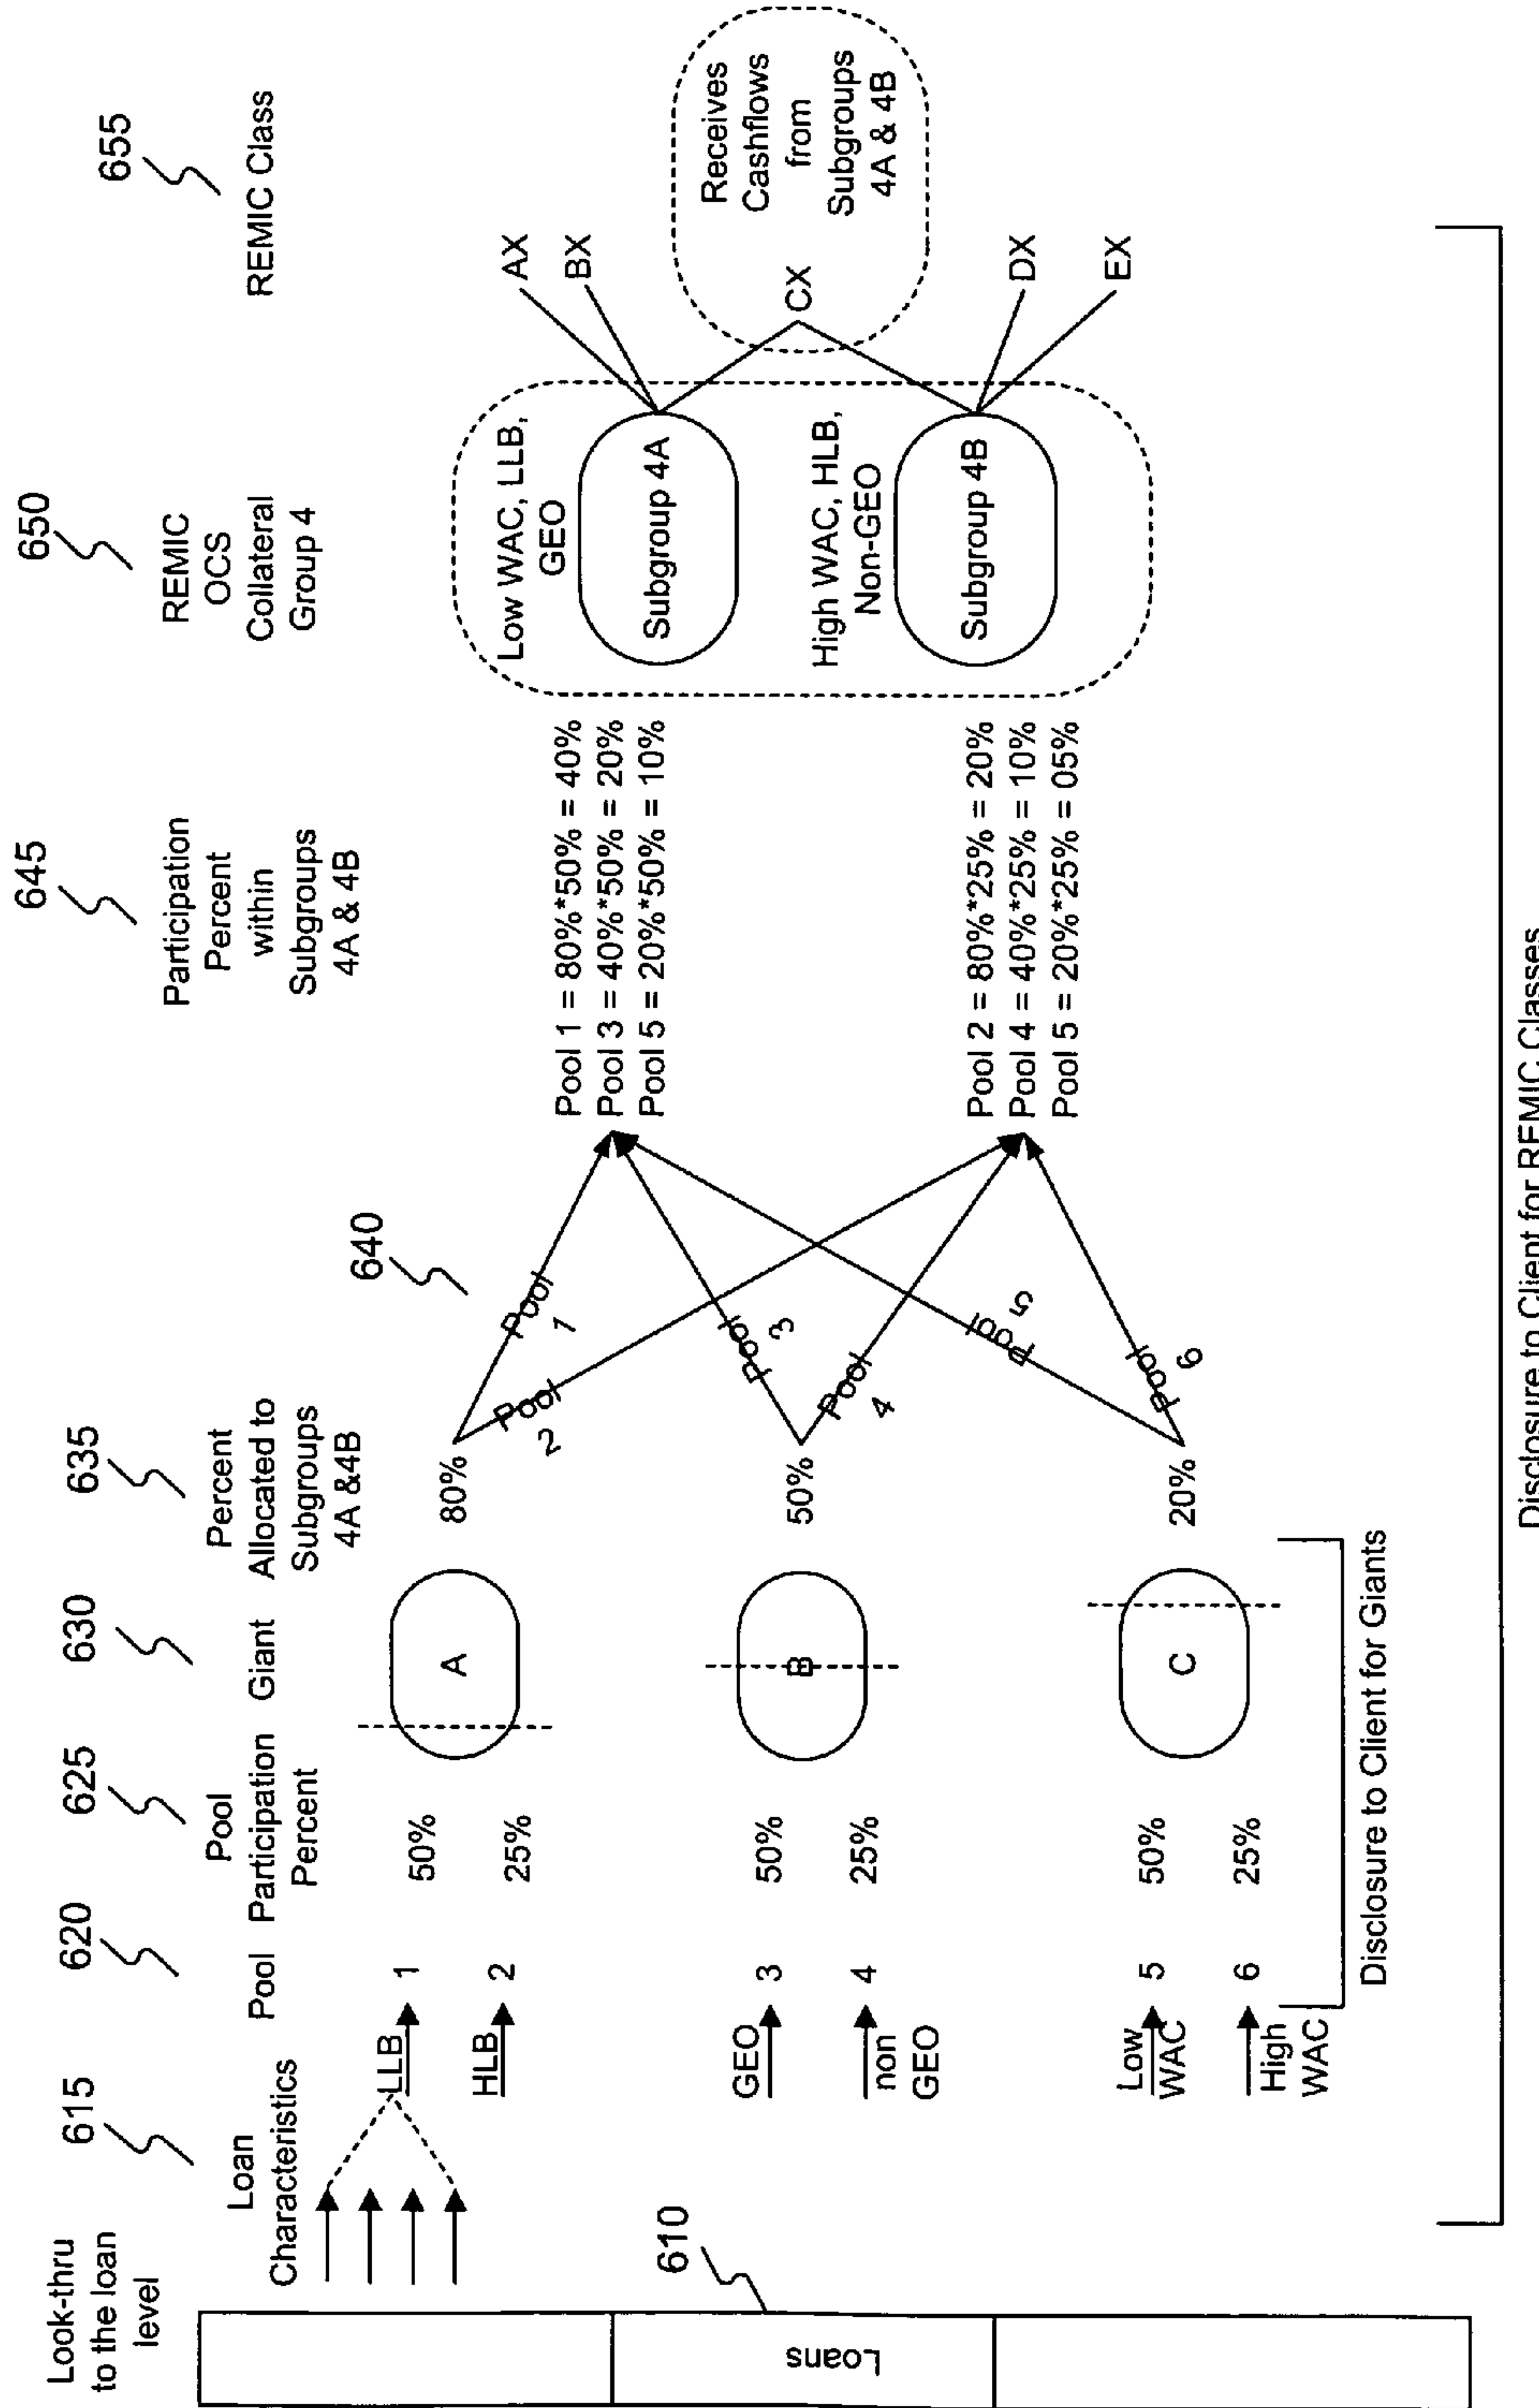 Look-thru
to the loan
level
615
Loan
Characteristics
620
Pool
625
Pool
Participation
Percent
630
Giant
635
Percent
Allocated to
Subgroups
4A &4B
645
Participation
Percent
within
Subgroups
4A & 4B
650
REMIC
OCS
Collateral
Group 4
655
REMIC Class
Loans
610
LLB
1
50%
HLB
2
25%
A
80%
GEO
3
50%
non
GEO
4
25%
B
50%
Low
WAC
5
50%
High
WAC
6
25%
C
20%
640
Pool
1
Pool
2
Pool
3
Pool
4
Pool
5
Pool
6
Pool 1 = 80%*50% = 40%
Pool 3 = 40%*50% = 20%
Pool 5 = 20%*50% = 10%
Pool 2 = 80%*25% = 20%
Pool 4 = 40%*25% = 10%
Pool 5 = 20%*25% = 05%
Low WAC, LLB,
GEO
Subgroup 4A
High WAC, HLB,
Non-GEO
Subgroup 4B
AX
BX
CX
DX
EX
Receives
Cashflows
from
Subgroups
4A & 4B
Disclosure to Client for Giants
Disclosure to Client for REMIC Classes